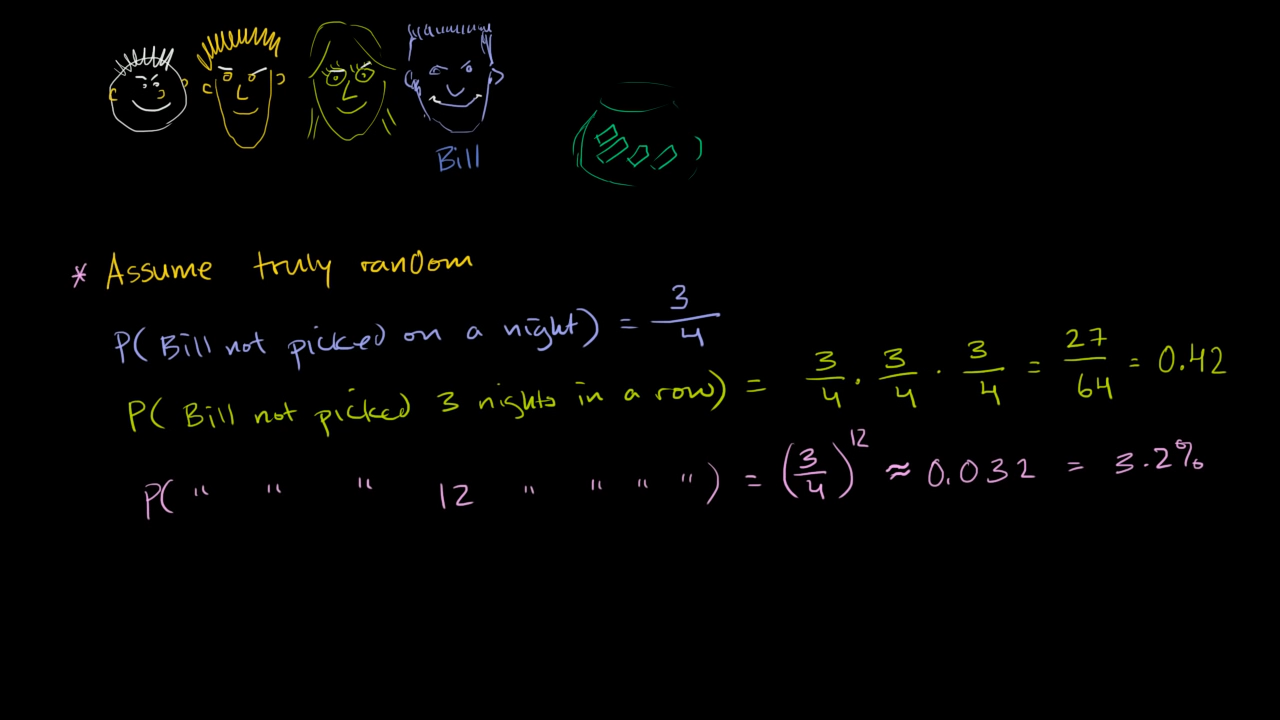 Bill
* Assume truly random
P( Bill not picked) on a night) = 3/4
P( Bill not picked 3 nights in a row) = 3/4 · 3/4 · 3/4 = 27/64 = 0.42
P( " " " 12 " " " " ) = (3/4)^12 ≈ 0.032 = 3.2%